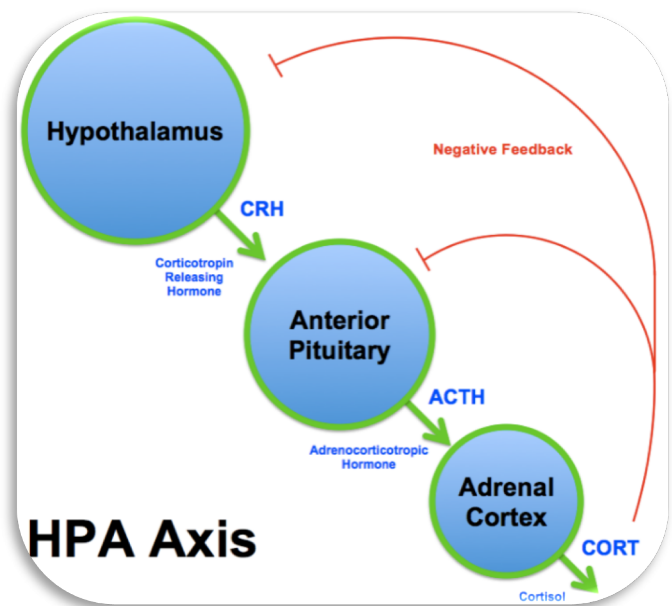 Hypothalamus
Negative Feedback
CRH
Corticotropin
Releasing
Hormone
Anterior
Pituitary
ACTH
Adrenocorticotropic
Hormone
Adrenal
Cortex
HPA Axis
CORT
Cortisol